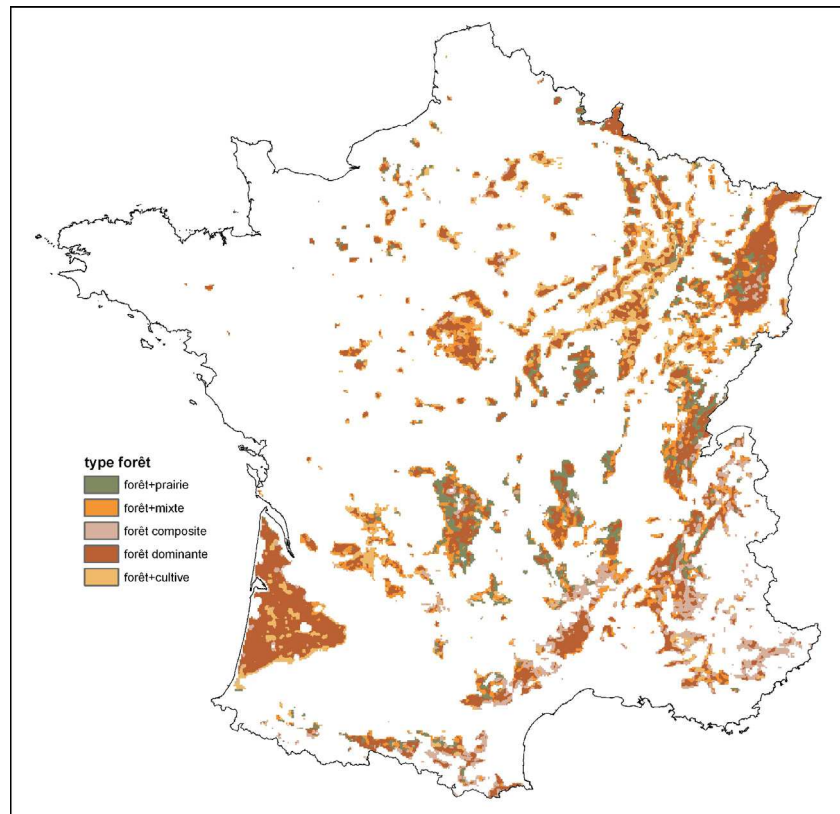 type forêt
forêt+prairie
forêt+mixte
forêt composite
forêt dominante
forêt+cultive